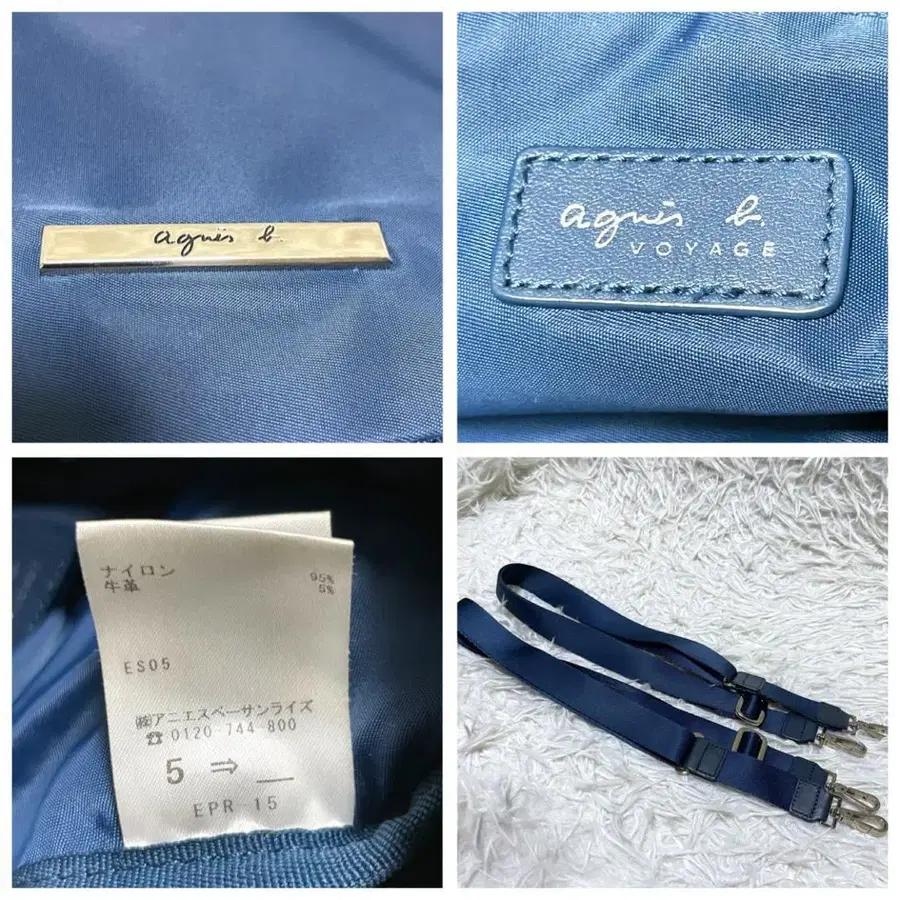 agnès b.
agnès b.
VOYAGE
ナイロン 95%
牛革 5%
ES05
㈱アニエスベーサンライズ
☎ 0120-744-800
5 ⇒ __
EPR-15